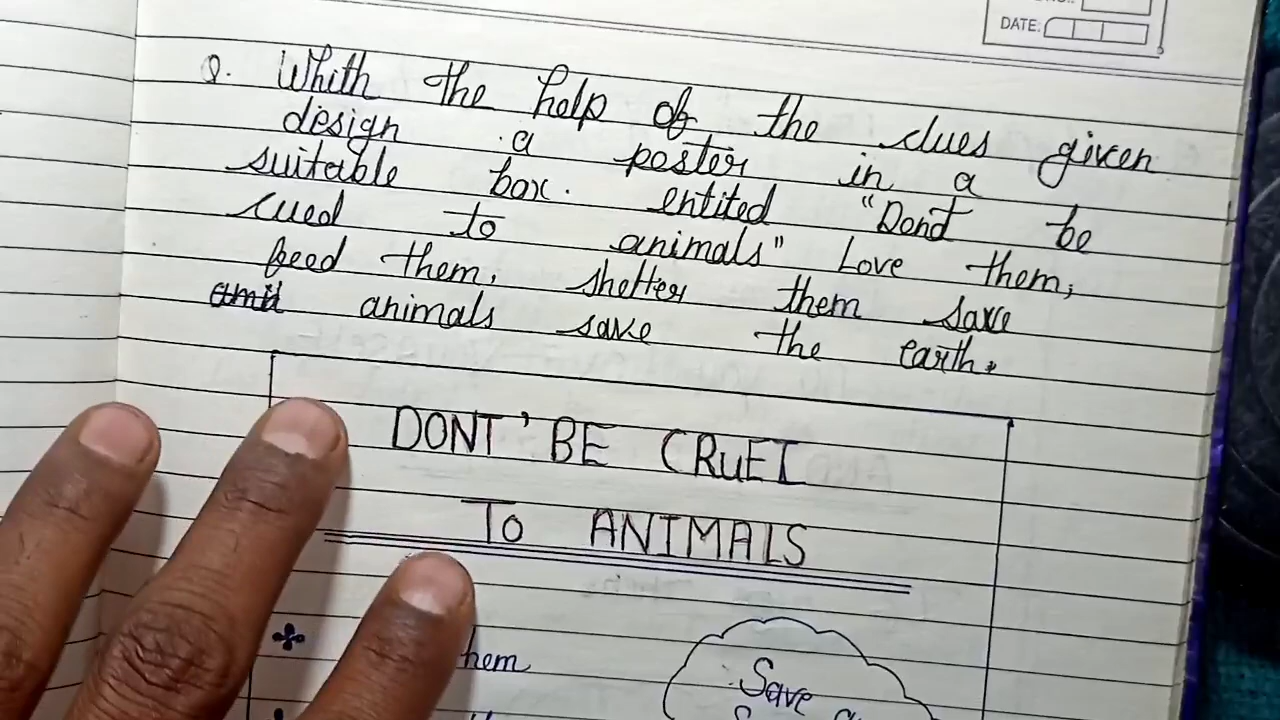 DATE:
Q. Whith the help of the clues given
design a poster in a
suitable box. entited "Dont be
cued to animals" Love them,
feed them, shetter them save
animals save the earth.
DONT' BE CRUEL
TO ANIMALS
hem
Save